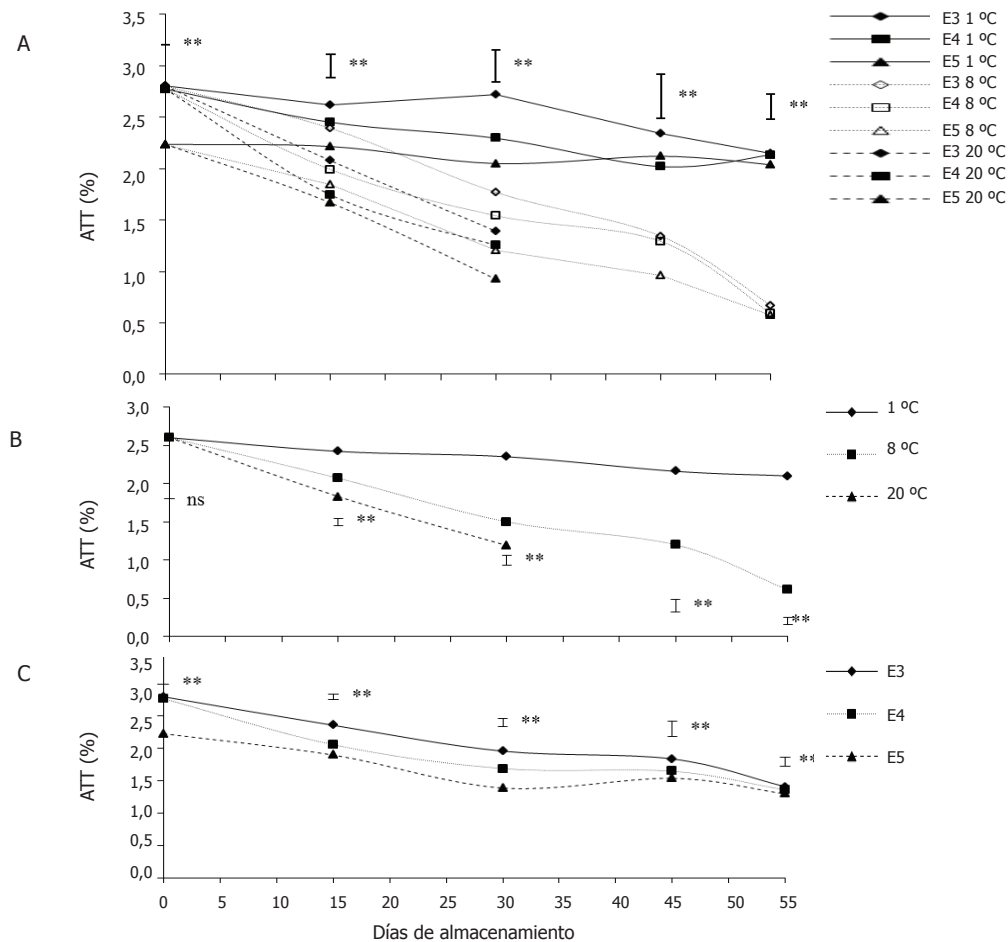 A
ATT (%)
3,5
3,0
2,5
2,0
1,5
1,0
0,5
0,0
**
**
**
**
**
E3 1 ºC
E4 1 ºC
E5 1 ºC
E3 8 ºC
E4 8 ºC
E5 8 ºC
E3 20 ºC
E4 20 ºC
E5 20 ºC
B
ATT (%)
3,0
2,5
2,0
1,5
1,0
0,5
0,0
ns
**
**
**
**
1 ºC
8 ºC
20 ºC
C
ATT (%)
3,5
3,0
2,5
2,0
1,5
1,0
0,5
0,0
**
**
**
**
**
E3
E4
E5
0 5 10 15 20 25 30 35 40 45 50 55
Días de almacenamiento